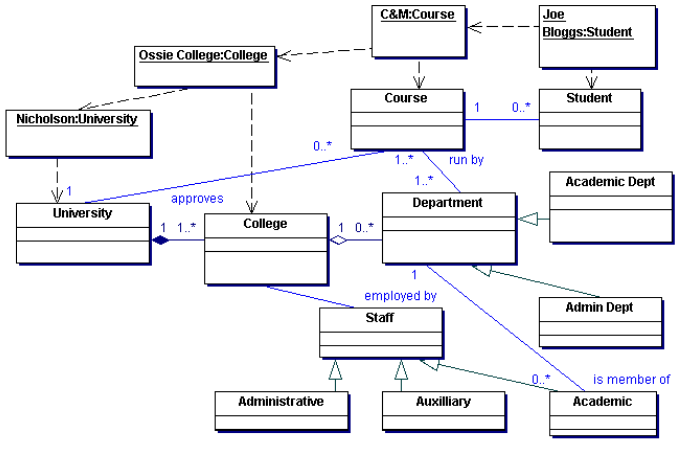 C&M:Course
Joe
Bloggs:Student
Ossie College:College
Nicholson:University
Course
1
0..*
Student
0..*
1..*
run by
Academic Dept
1
approves
1..*
University
1
1..*
College
1
0..*
Department
1
employed by
Admin Dept
Staff
0..*
is member of
Administrative
Auxilliary
Academic